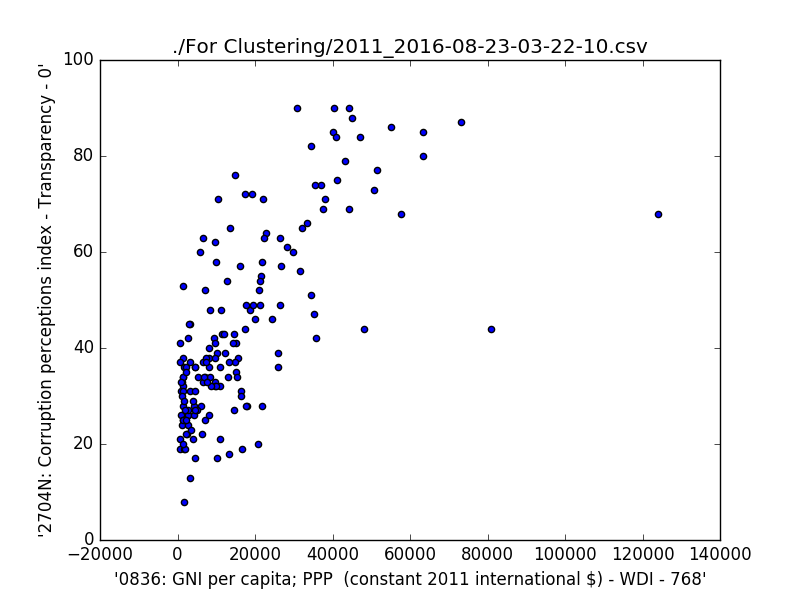 ./For Clustering/2011_2016-08-23-03-22-10.csv
'2704N: Corruption perceptions index - Transparency - 0'
100
80
60
40
20
0
−20000 0 20000 40000 60000 80000 100000 120000 140000
'0836: GNI per capita; PPP  (constant 2011 international $) - WDI - 768'